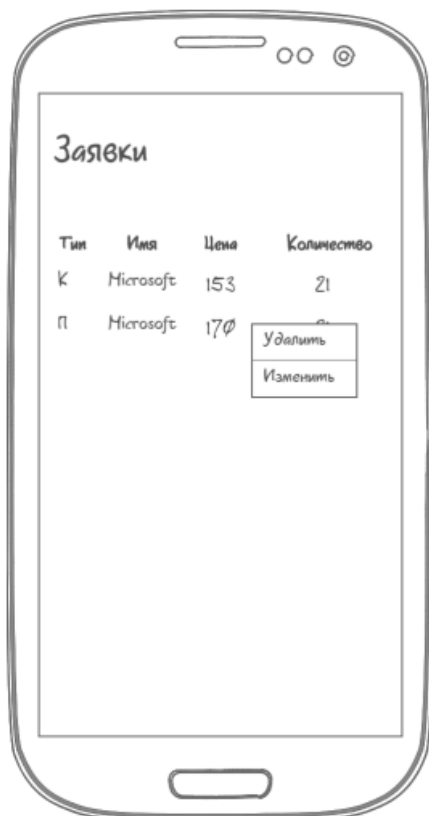 Заявки
Тип Имя Цена Количество
К Microsoft 153 21
П Microsoft 170
Удалить
Изменить